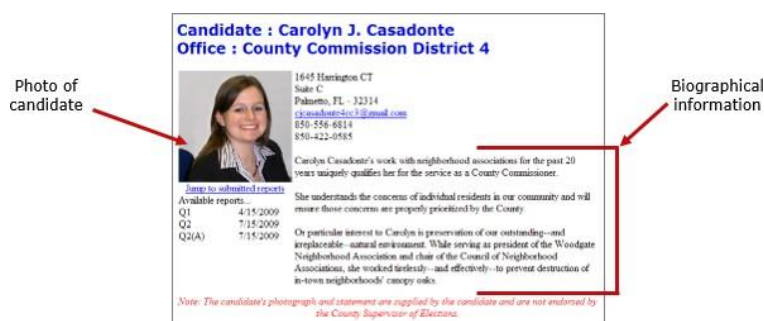 Candidate : Carolyn J. Casadonte
Office : County Commission District 4
Photo of
candidate
Biographical
information
1645 Harrington CT
Suite C
Palmetto, FL - 32314
cjcasadonte4cc3@gmail.com
850-556-6814
850-422-0585
Carolyn Casadonte's work with neighborhood associations for the past 20
years uniquely qualifies her for the service as a County Commissioner.
She understands the concerns of individual residents in our community and will
ensure those concerns are properly prioritized by the County.
Or particular interest to Carolyn is preservation of our outstanding--and
irreplaceable--natural environment. While serving as president of the Woodgate
Neighborhood Association and chair of the Council of Neighborhood
Associations, she worked tirelessly--and effectively--to prevent destruction of
in-town neighborhoods' canopy oaks.
Jump to submitted reports
Available reports...
Q1 4/15/2009
Q2 7/15/2009
Q2(A) 7/15/2009
Note: The candidate's photograph and statement are supplied by the candidate and are not endorsed by
the County Supervisor of Elections.